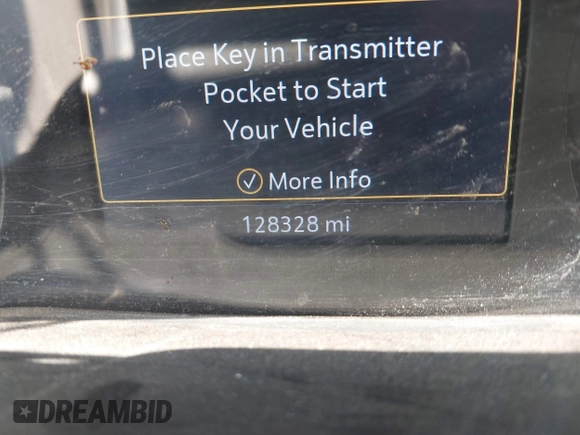 Place Key in Transmitter
Pocket to Start
Your Vehicle
More Info
128328 mi
DREAMBID